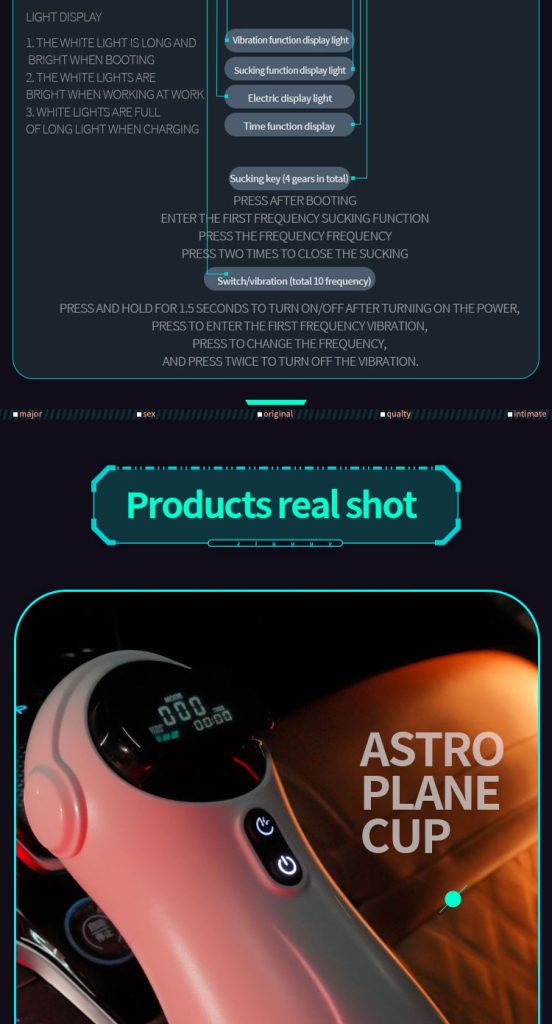 LIGHT DISPLAY
1. THE WHITE LIGHT IS LONG AND
BRIGHT WHEN BOOTING
2. THE WHITE LIGHTS ARE
BRIGHT WHEN WORKING AT WORK
3. WHITE LIGHTS ARE FULL
OF LONG LIGHT WHEN CHARGING
Vibration function display light
Sucking function display light
Electric display light
Time function display
Sucking key (4 gears in total)
PRESS AFTER BOOTING
ENTER THE FIRST FREQUENCY SUCKING FUNCTION
PRESS THE FREQUENCY FREQUENCY
PRESS TWO TIMES TO CLOSE THE SUCKING
Switch/vibration (total 10 frequency)
PRESS AND HOLD FOR 1.5 SECONDS TO TURN ON/OFF AFTER TURNING ON THE POWER,
PRESS TO ENTER THE FIRST FREQUENCY VIBRATION,
PRESS TO CHANGE THE FREQUENCY,
AND PRESS TWICE TO TURN OFF THE VIBRATION.
major sex original qualty intimate
Products real shot
MODE
000
00:00
ASTRO
PLANE
CUP